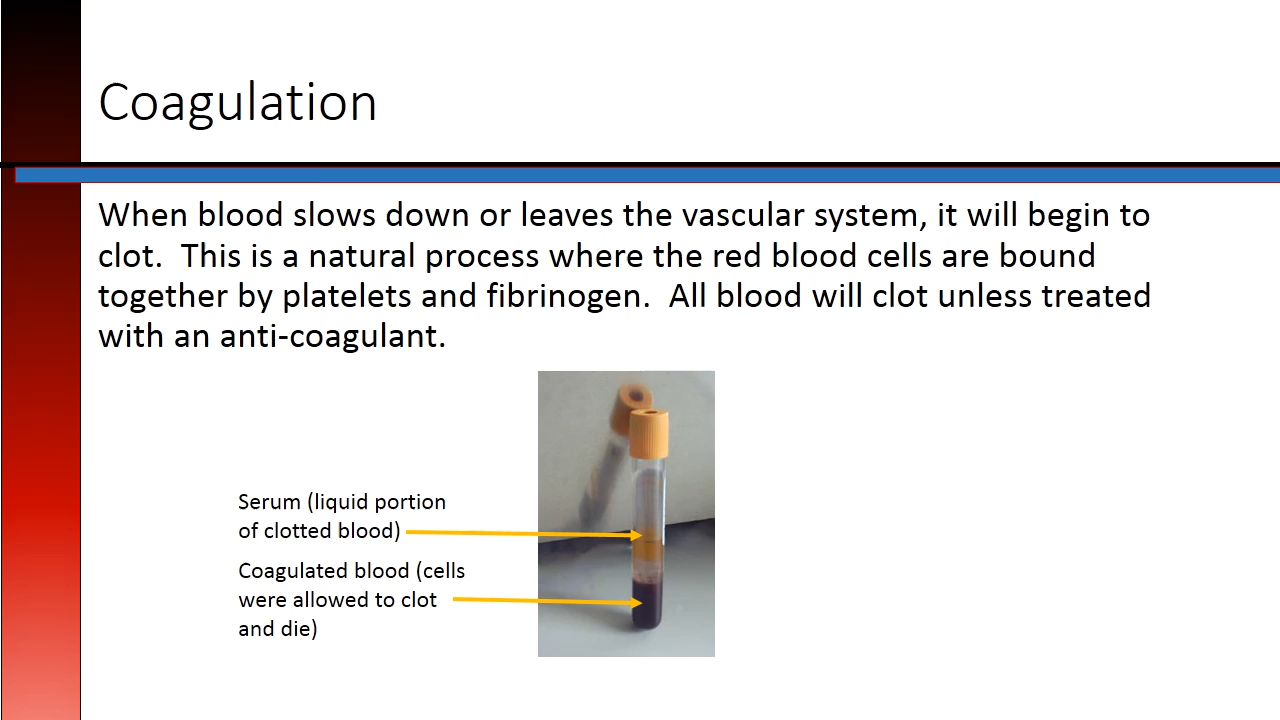 Coagulation
When blood slows down or leaves the vascular system, it will begin to
clot.  This is a natural process where the red blood cells are bound
together by platelets and fibrinogen.  All blood will clot unless treated
with an anti-coagulant.
Serum (liquid portion
of clotted blood)
Coagulated blood (cells
were allowed to clot
and die)